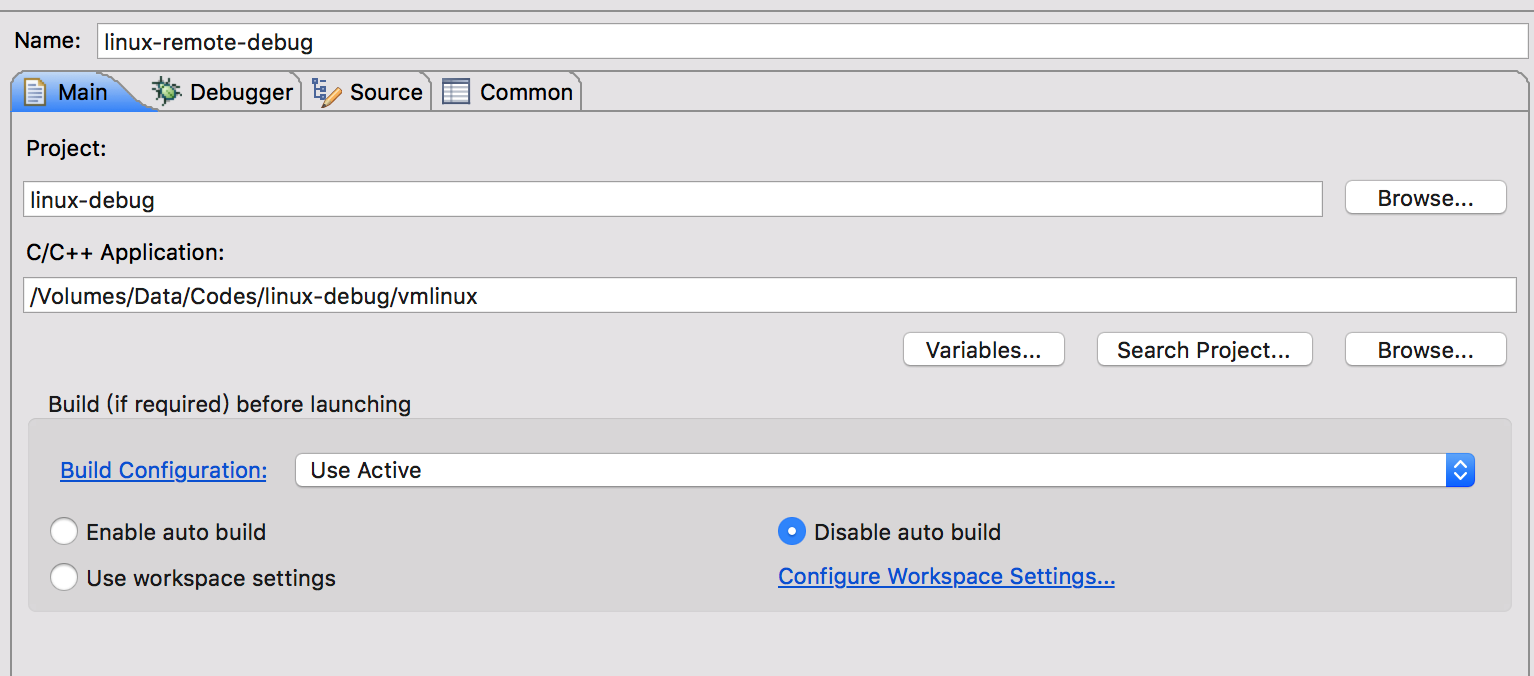 Name: linux-remote-debug
Main Debugger Source Common
Project:
linux-debug Browse...
C/C++ Application:
/Volumes/Data/Codes/linux-debug/vmlinux
Variables... Search Project... Browse...
Build (if required) before launching
Build Configuration: Use Active
Enable auto build Disable auto build
Use workspace settings Configure Workspace Settings...